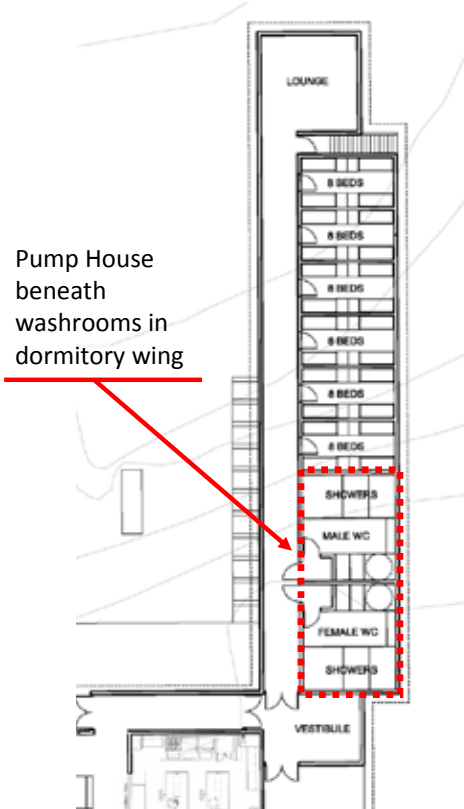 LOUNGE
8 BEDS
8 BEDS
8 BEDS
8 BEDS
8 BEDS
8 BEDS
Pump House
beneath
washrooms in
dormitory wing
SHOWERS
MALE WC
FEMALE WC
SHOWERS
VESTIBULE